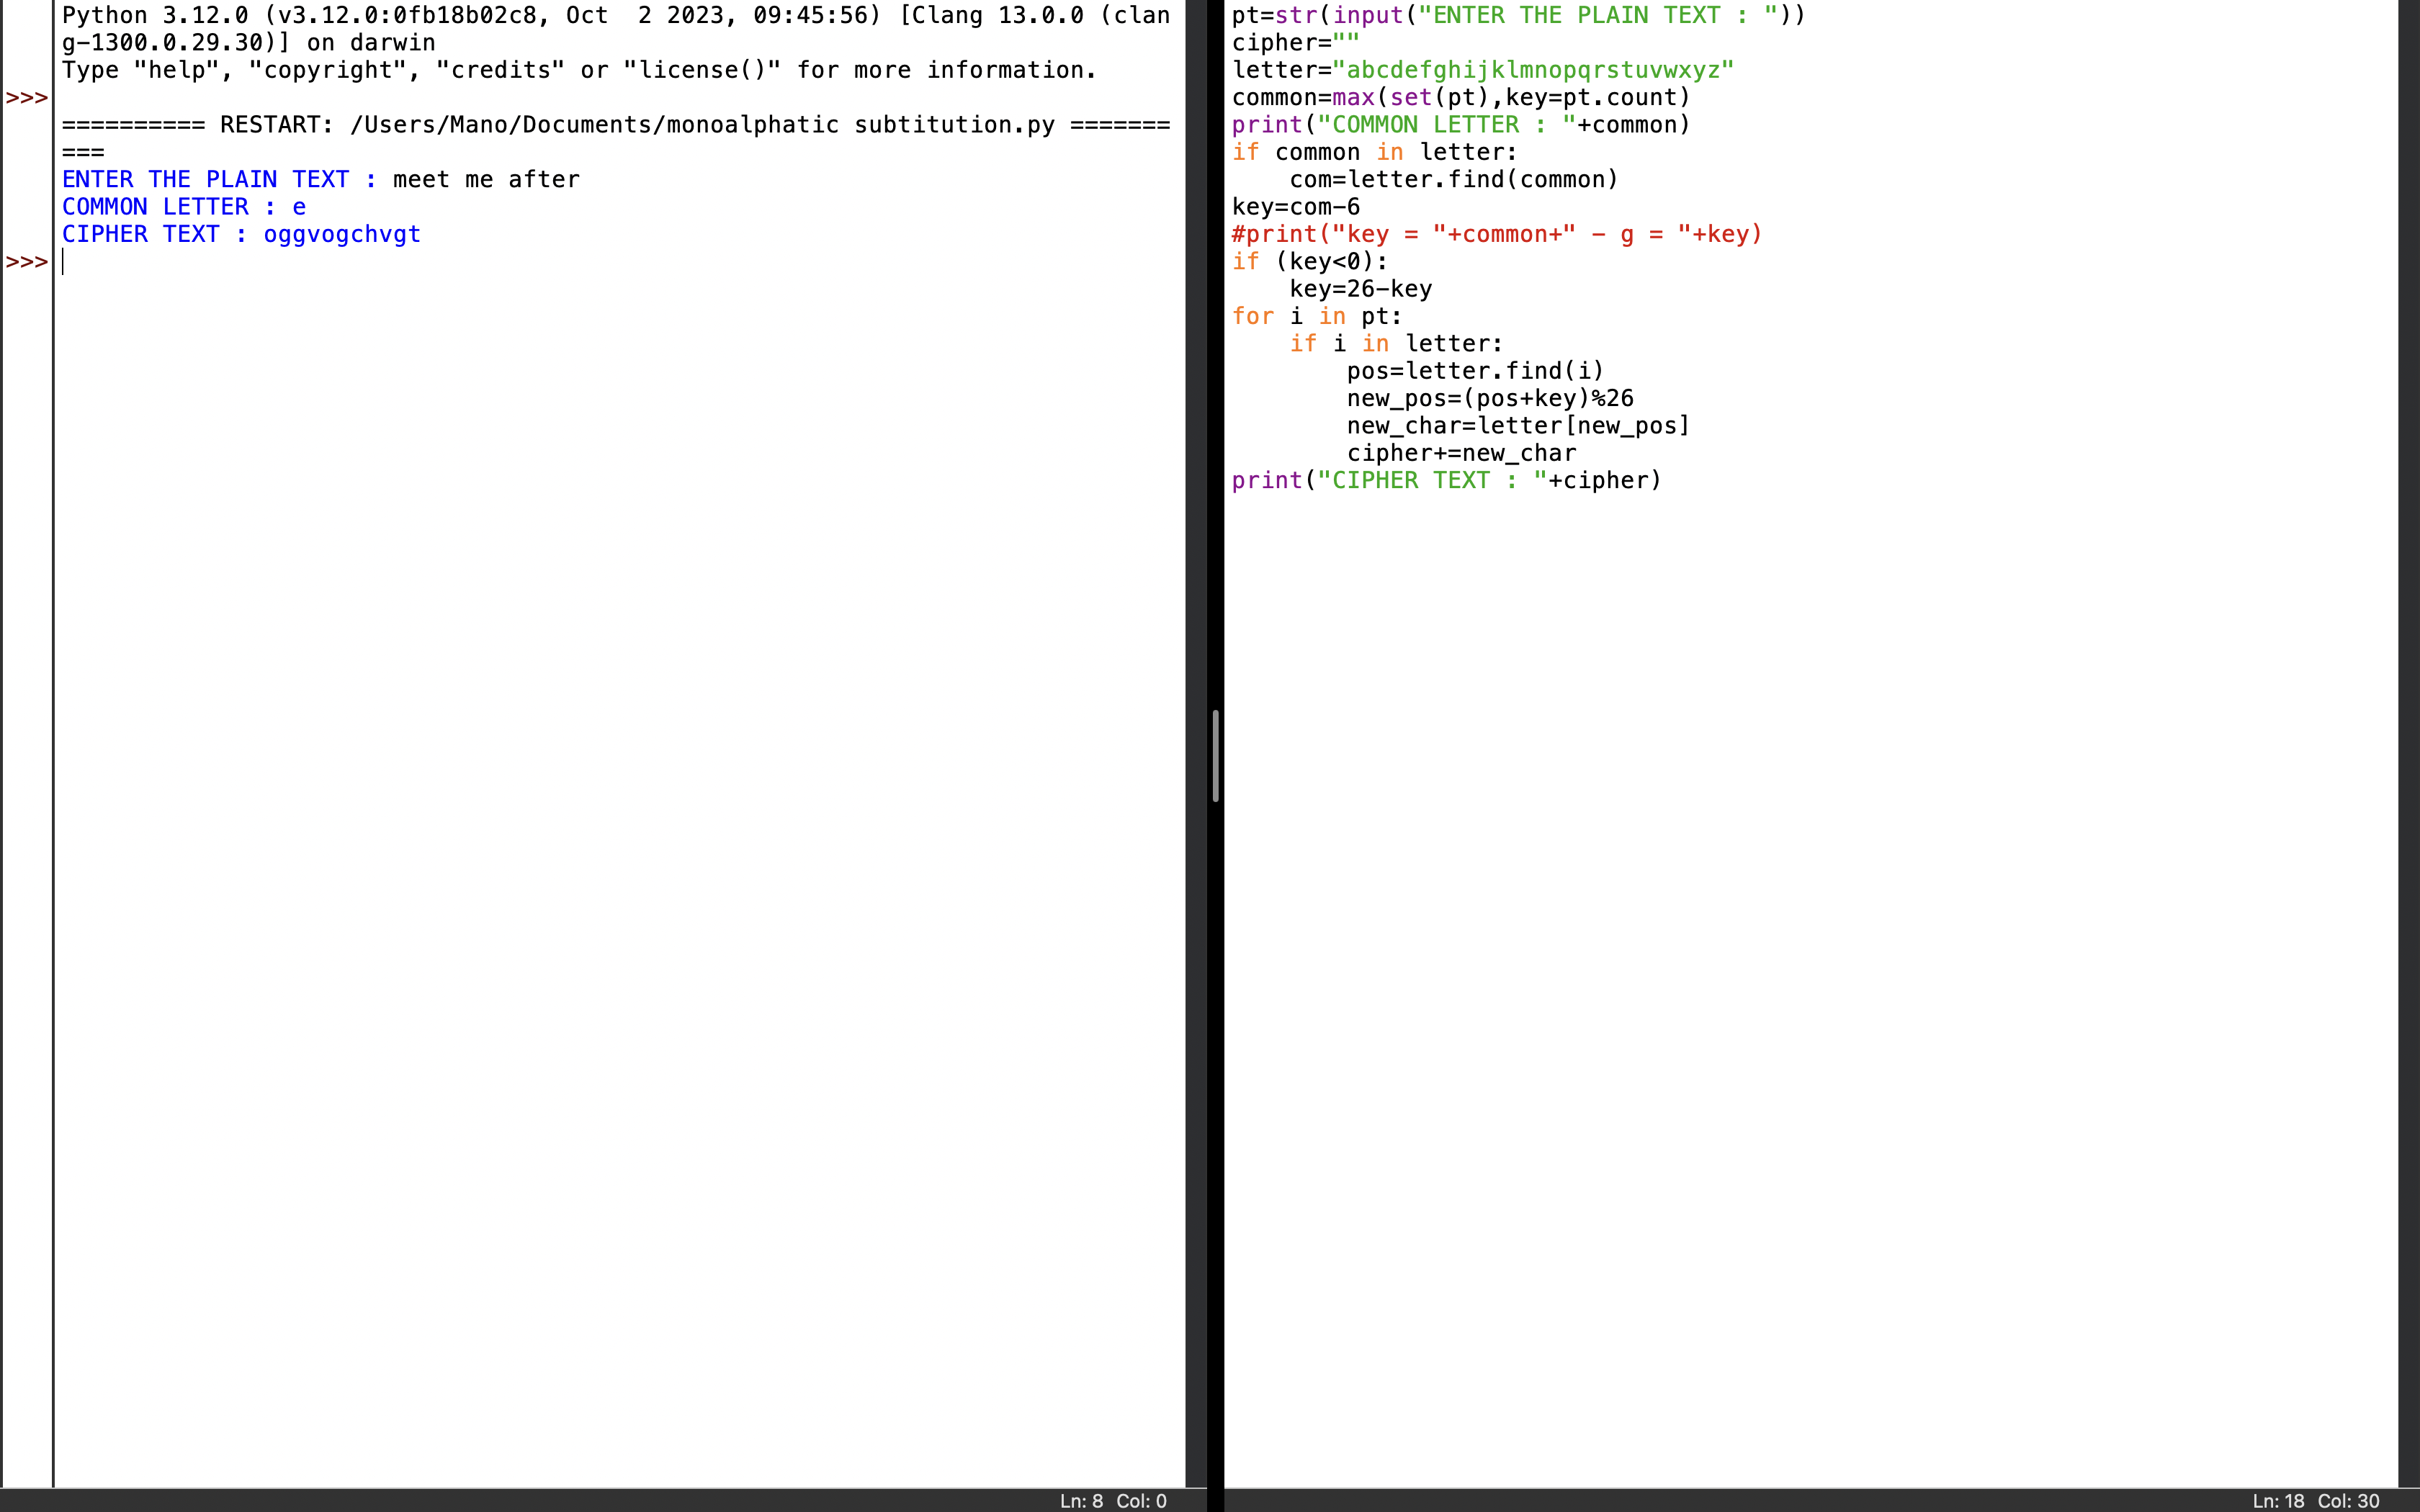 Python 3.12.0 (v3.12.0:0fb18b02c8, Oct  2 2023, 09:45:56) [Clang 13.0.0 (clan
g-1300.0.29.30)] on darwin
Type "help", "copyright", "credits" or "license()" for more information.
>>>
========== RESTART: /Users/Mano/Documents/monoalphatic subtitution.py =======
===
ENTER THE PLAIN TEXT : meet me after
COMMON LETTER : e
CIPHER TEXT : oggvogchvgt
>>>
Ln: 8  Col: 0
pt=str(input("ENTER THE PLAIN TEXT : "))
cipher=""
letter="abcdefghijklmnopqrstuvwxyz"
common=max(set(pt),key=pt.count)
print("COMMON LETTER : "+common)
if common in letter:
    com=letter.find(common)
key=com-6
#print("key = "+common+" - g = "+key)
if (key<0):
    key=26-key
for i in pt:
    if i in letter:
        pos=letter.find(i)
        new_pos=(pos+key)%26
        new_char=letter[new_pos]
        cipher+=new_char
print("CIPHER TEXT : "+cipher)
Ln: 18  Col: 30